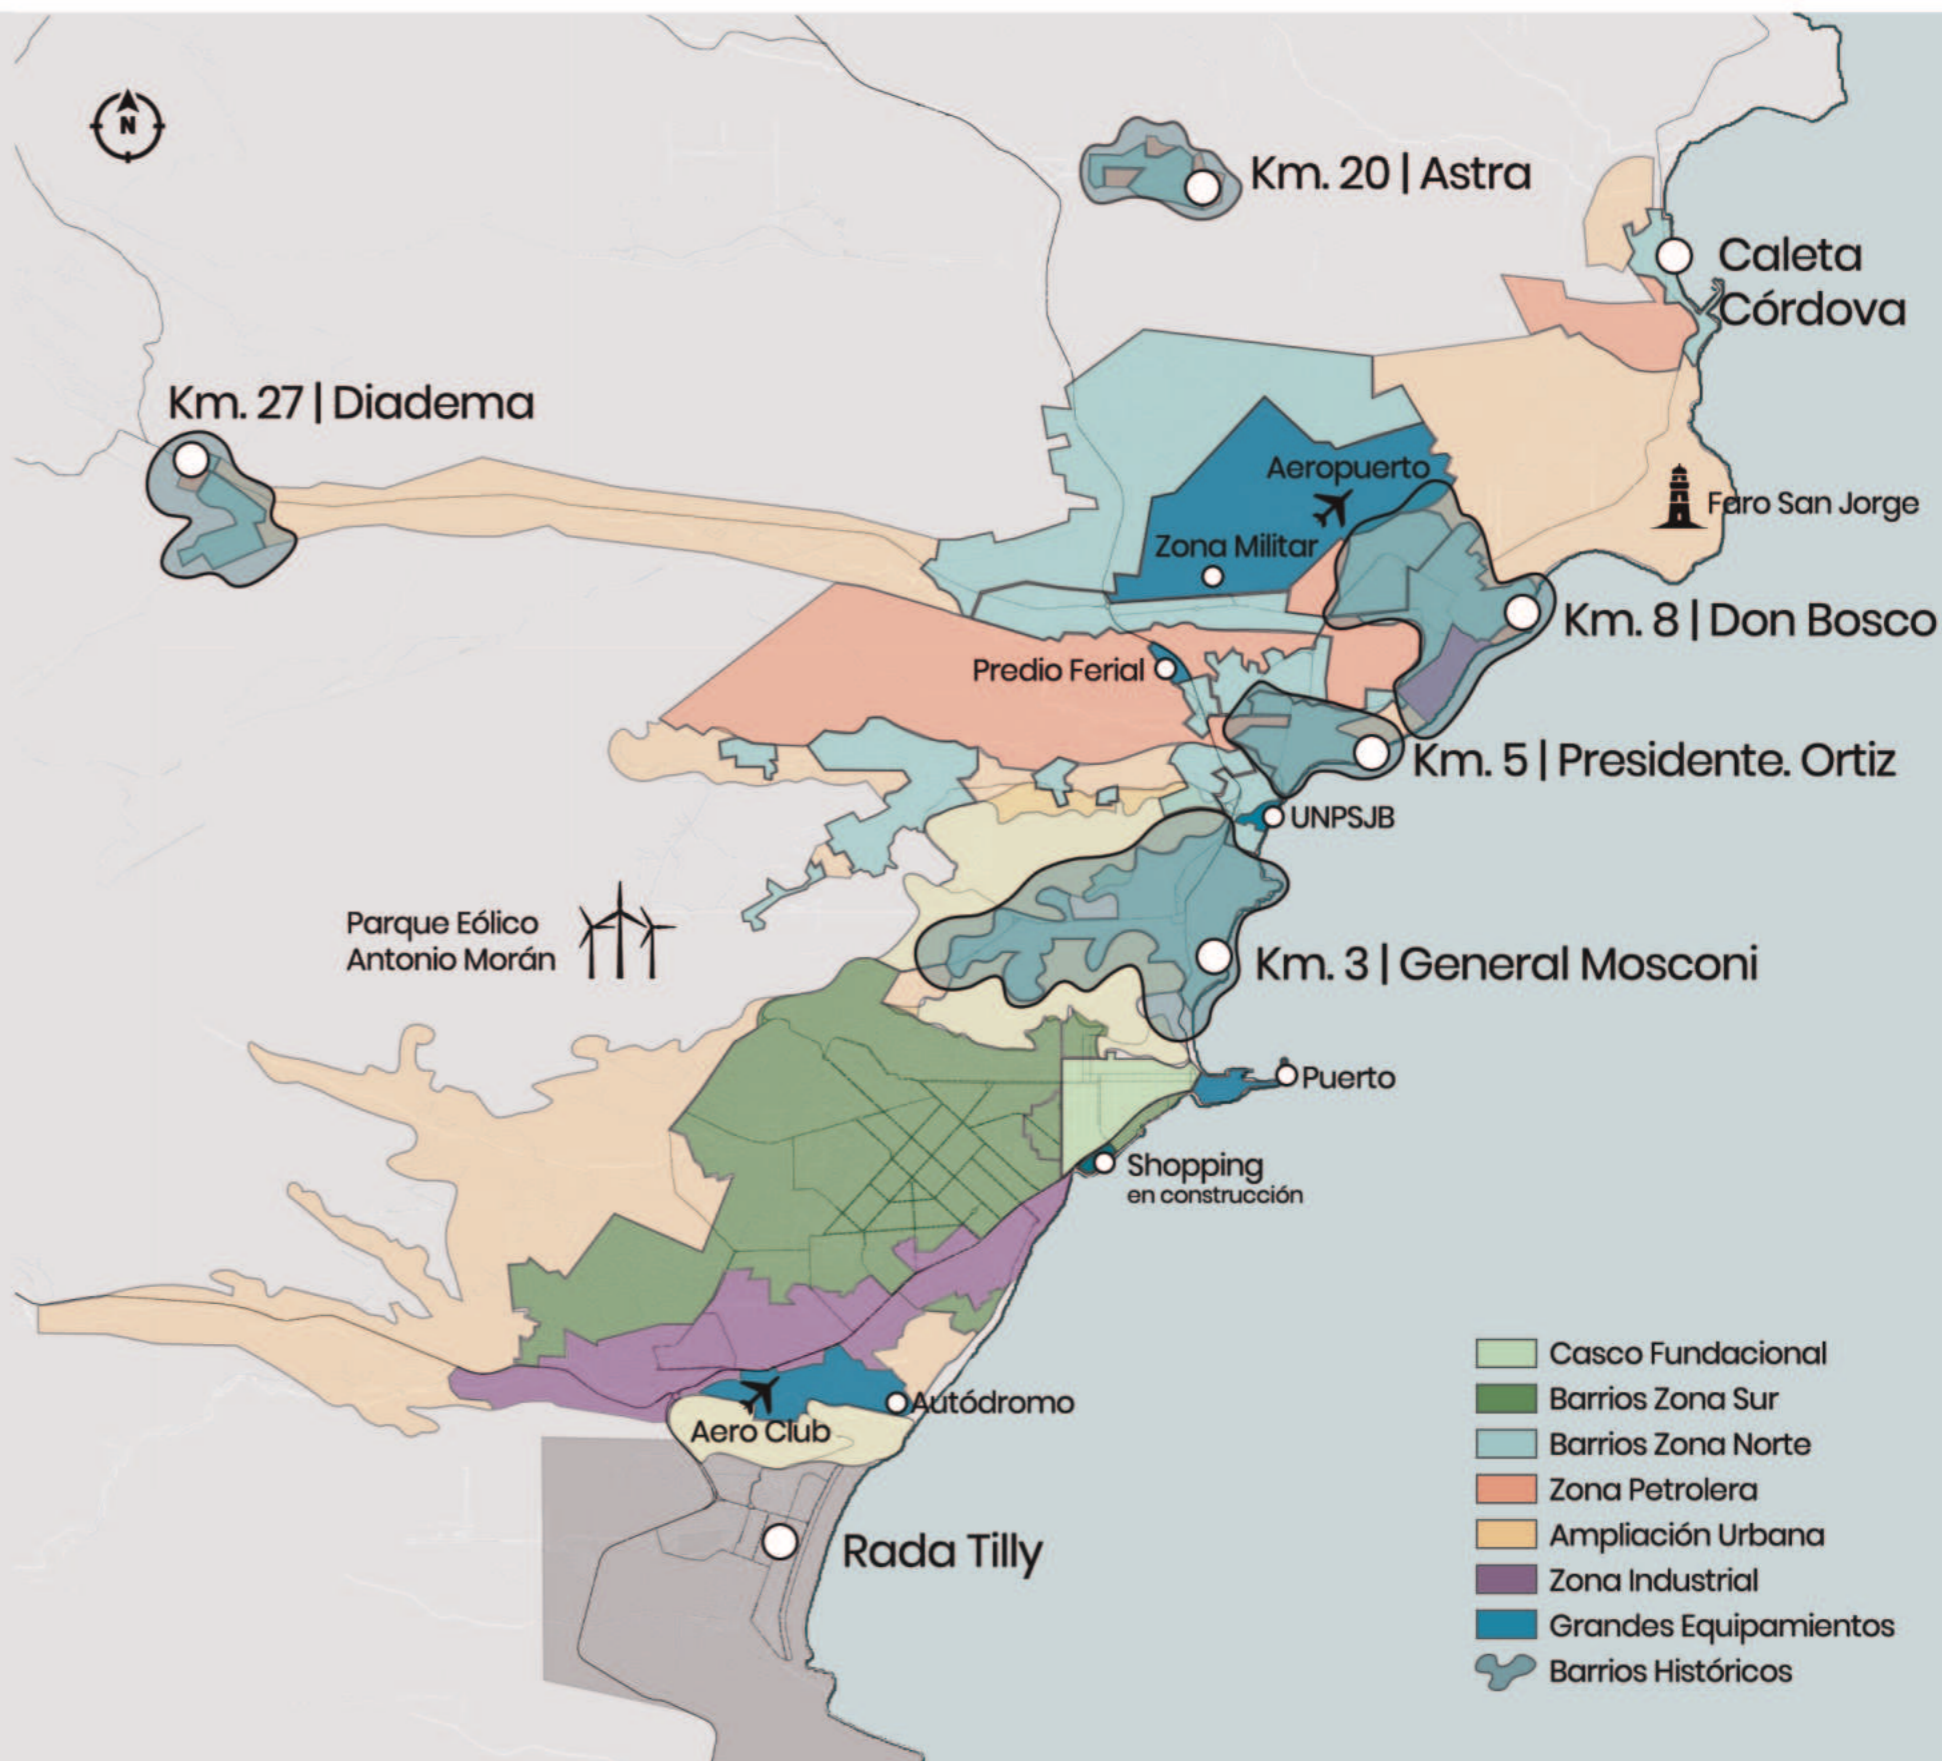 N
Km. 20 | Astra
Caleta
Córdova
Km. 27 | Diadema
Aeropuerto
Faro San Jorge
Zona Militar
Km. 8 | Don Bosco
Predio Ferial
Km. 5 | Presidente. Ortiz
UNPSJB
Parque Eólico
Antonio Morán
Km. 3 | General Mosconi
Puerto
Shopping
en construcción
Autódromo
Aero Club
Rada Tilly
Casco Fundacional
Barrios Zona Sur
Barrios Zona Norte
Zona Petrolera
Ampliación Urbana
Zona Industrial
Grandes Equipamientos
Barrios Históricos